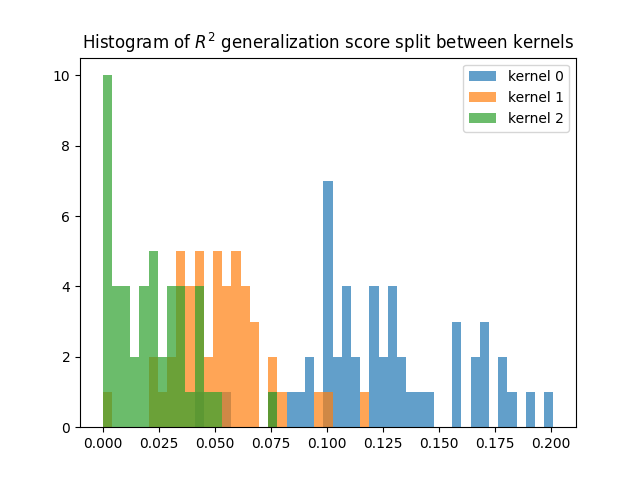 Histogram of R² generalization score split between kernels
kernel 0
kernel 1
kernel 2
10
8
6
4
2
0
0.000 0.025 0.050 0.075 0.100 0.125 0.150 0.175 0.200